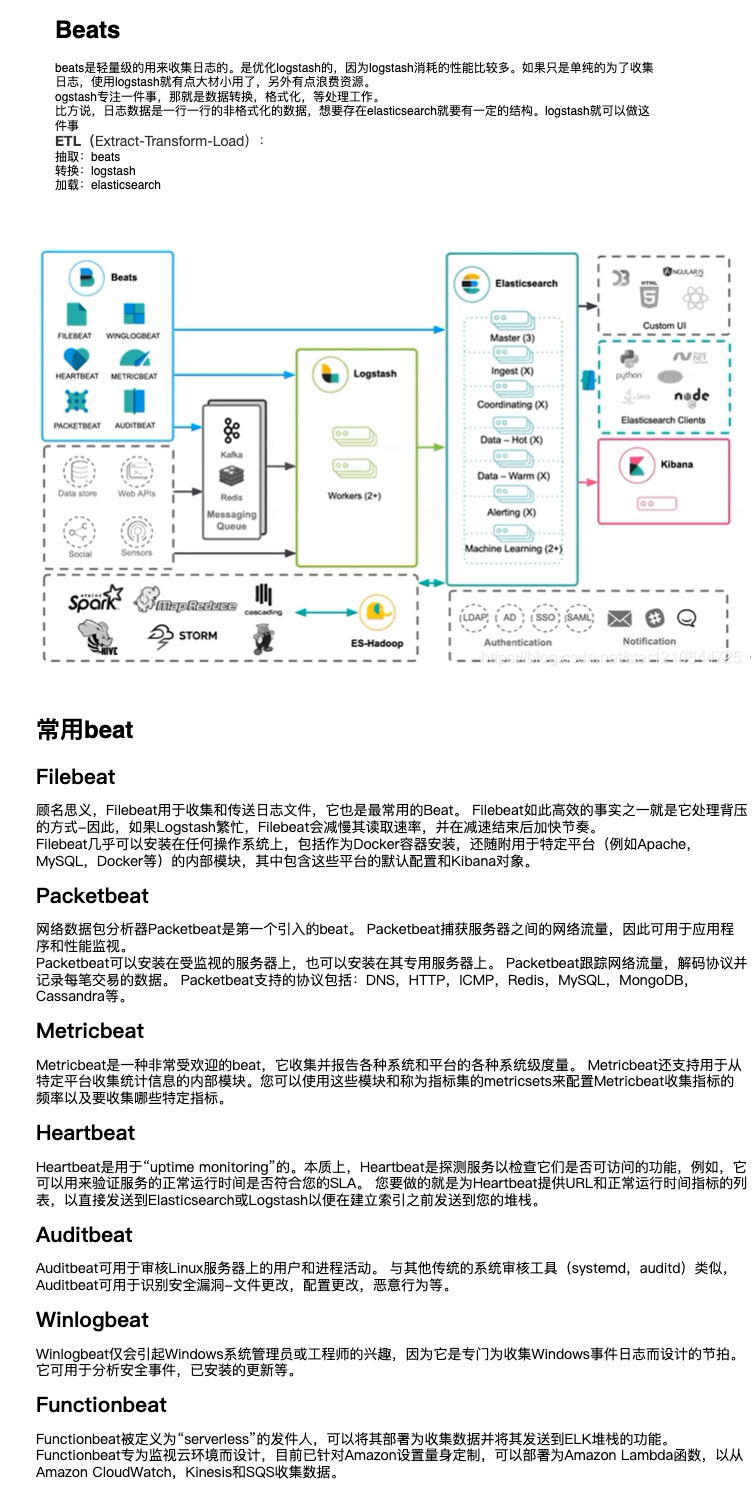 Beats
beats是轻量级的用来收集日志的。是优化logstash的，因为logstash消耗的性能比较多。如果只是单纯的为了收集
日志，使用logstash就有点大材小用了，另外有点浪费资源。
ogstash专注一件事，那就是数据转换，格式化，等处理工作。
比方说，日志数据是一行一行的非格式化的数据，想要存在elasticsearch就要有一定的结构。logstash就可以做这
件事
ETL（Extract-Transform-Load）：
抽取：beats
转换：logstash
加载：elasticsearch
Beats
FILEBEAT
WINGLOGBEAT
HEARTBEAT
METRICBEAT
PACKETBEAT
AUDITBEAT
Data store
Web APIs
Social
Sensors
Kafka
Redis
Messaging
Queue
Logstash
Workers (2+)
Elasticsearch
Master (3)
Ingest (X)
Coordinating (X)
Data – Hot (X)
Data – Warm (X)
Alerting (X)
Machine Learning (2+)
ANGULARJS
HTML
5
Custom UI
python
.NET
Java
node
Elasticsearch Clients
Kibana
APACHE
Spark
MapReduce
cascading
HIVE
STORM
ES-Hadoop
LDAP
AD
SSO
SAML
Authentication
Notification
https://blog.csdn.net/star1210644725
常用beat
Filebeat
顾名思义，Filebeat用于收集和传送日志文件，它也是最常用的Beat。 Filebeat如此高效的事实之一就是它处理背压
的方式–因此，如果Logstash繁忙，Filebeat会减慢其读取速率，并在减速结束后加快节奏。
Filebeat几乎可以安装在任何操作系统上，包括作为Docker容器安装，还随附用于特定平台（例如Apache，
MySQL，Docker等）的内部模块，其中包含这些平台的默认配置和Kibana对象。
Packetbeat
网络数据包分析器Packetbeat是第一个引入的beat。 Packetbeat捕获服务器之间的网络流量，因此可用于应用程
序和性能监视。
Packetbeat可以安装在受监视的服务器上，也可以安装在其专用服务器上。 Packetbeat跟踪网络流量，解码协议并
记录每笔交易的数据。 Packetbeat支持的协议包括：DNS，HTTP，ICMP，Redis，MySQL，MongoDB，
Cassandra等。
Metricbeat
Metricbeat是一种非常受欢迎的beat，它收集并报告各种系统和平台的各种系统级度量。 Metricbeat还支持用于从
特定平台收集统计信息的内部模块。您可以使用这些模块和称为指标集的metricsets来配置Metricbeat收集指标的
频率以及要收集哪些特定指标。
Heartbeat
Heartbeat是用于“uptime monitoring”的。本质上，Heartbeat是探测服务以检查它们是否可访问的功能，例如，它
可以用来验证服务的正常运行时间是否符合您的SLA。 您要做的就是为Heartbeat提供URL和正常运行时间指标的列
表，以直接发送到Elasticsearch或Logstash以便在建立索引之前发送到您的堆栈。
Auditbeat
Auditbeat可用于审核Linux服务器上的用户和进程活动。 与其他传统的系统审核工具（systemd，auditd）类似，
Auditbeat可用于识别安全漏洞–文件更改，配置更改，恶意行为等。
Winlogbeat
Winlogbeat仅会引起Windows系统管理员或工程师的兴趣，因为它是专门为收集Windows事件日志而设计的节拍。
它可用于分析安全事件，已安装的更新等。
Functionbeat
Functionbeat被定义为“serverless”的发件人，可以将其部署为收集数据并将其发送到ELK堆栈的功能。
Functionbeat专为监视云环境而设计，目前已针对Amazon设置量身定制，可以部署为Amazon Lambda函数，以从
Amazon CloudWatch，Kinesis和SQS收集数据。